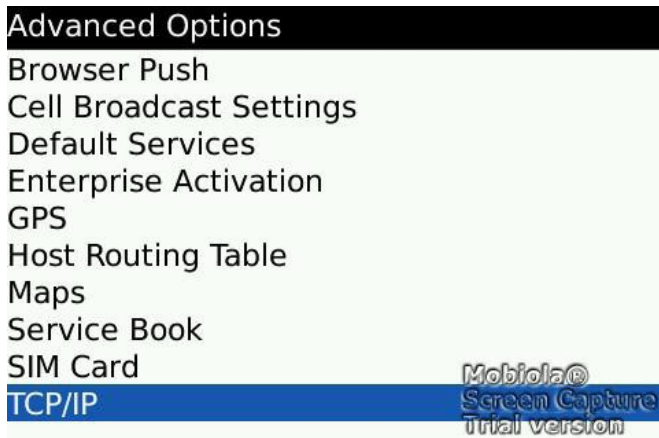 Advanced Options
Browser Push
Cell Broadcast Settings
Default Services
Enterprise Activation
GPS
Host Routing Table
Maps
Service Book
SIM Card
TCP/IP
Mobiola®
Screen Capture
Trial version